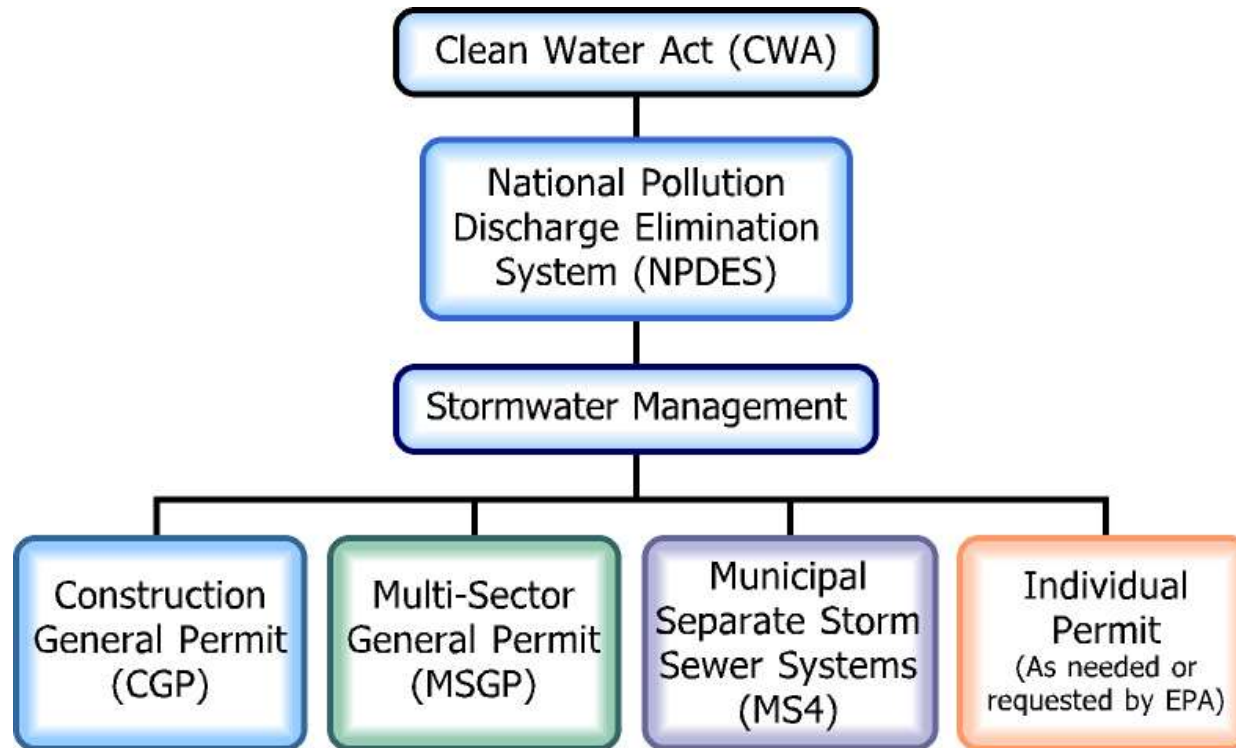 Clean Water Act (CWA)
National Pollution
Discharge Elimination
System (NPDES)
Stormwater Management
Construction
General Permit
(CGP)
Multi-Sector
General Permit
(MSGP)
Municipal
Separate Storm
Sewer Systems
(MS4)
Individual
Permit
(As needed or
requested by EPA)